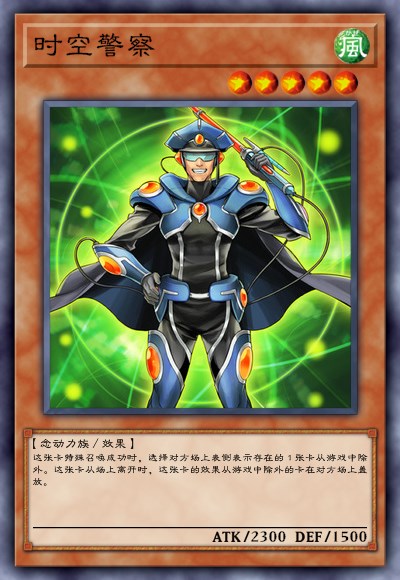 时空警察
風
【念动力族／效果】
这张卡特殊召唤成功时，选择对方场上表侧表示存在的１张卡从游戏中除
外。这张卡从场上离开时，这张卡的效果从游戏中除外的卡在对方场上盖
放。
ATK/2300 DEF/1500